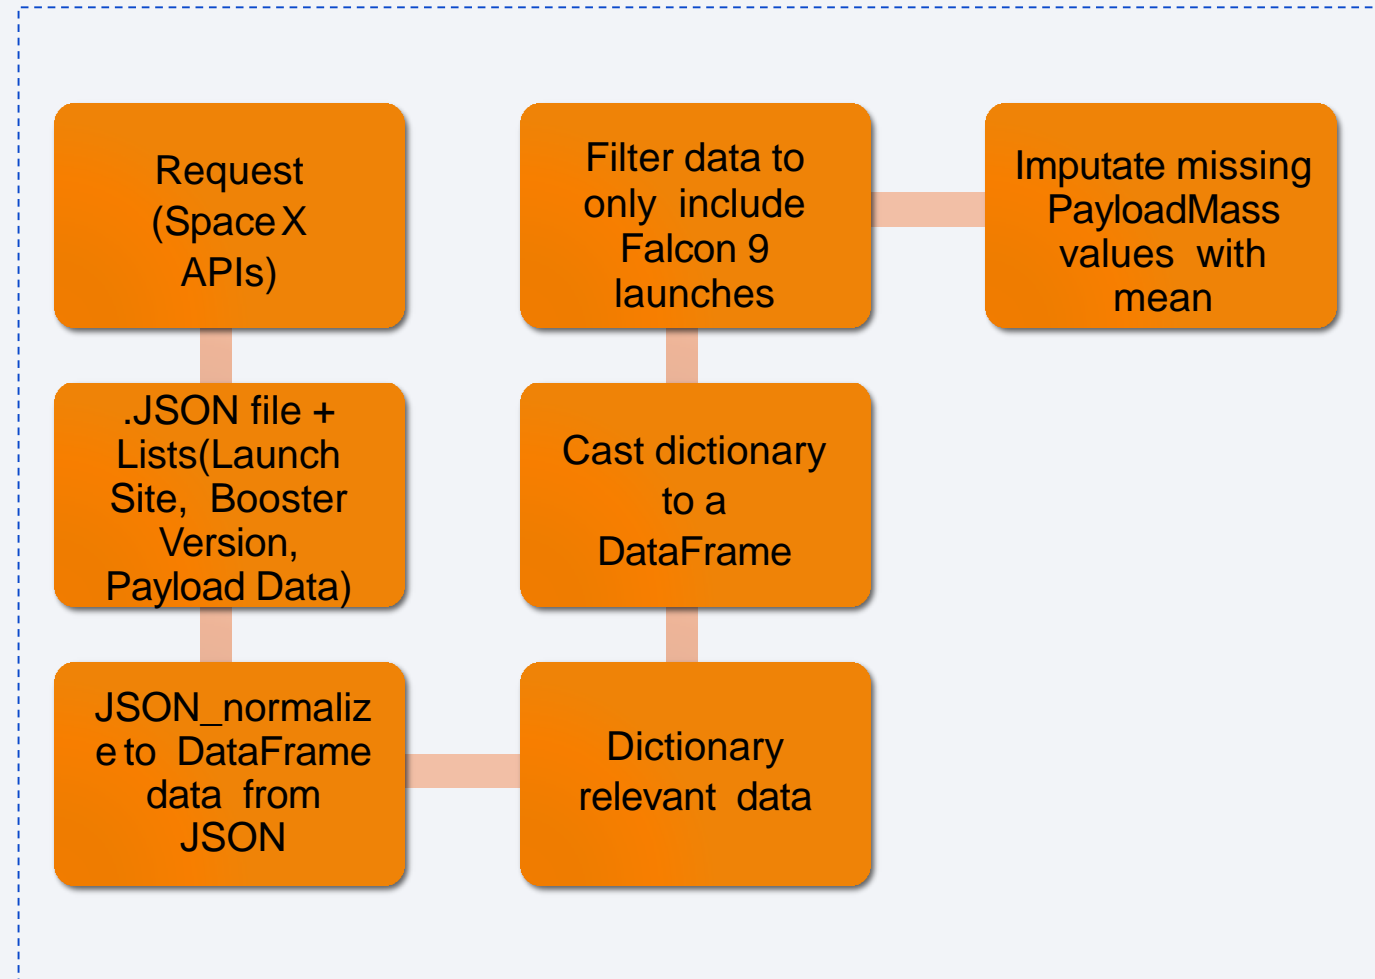 Request
(Space X
APIs)
.JSON file +
Lists(Launch
Site, Booster
Version,
Payload Data)
JSON_normaliz
e to DataFrame
data from
JSON
Dictionary
relevant data
Cast dictionary
to a
DataFrame
Filter data to
only include
Falcon 9
launches
Imputate missing
PayloadMass
values with
mean